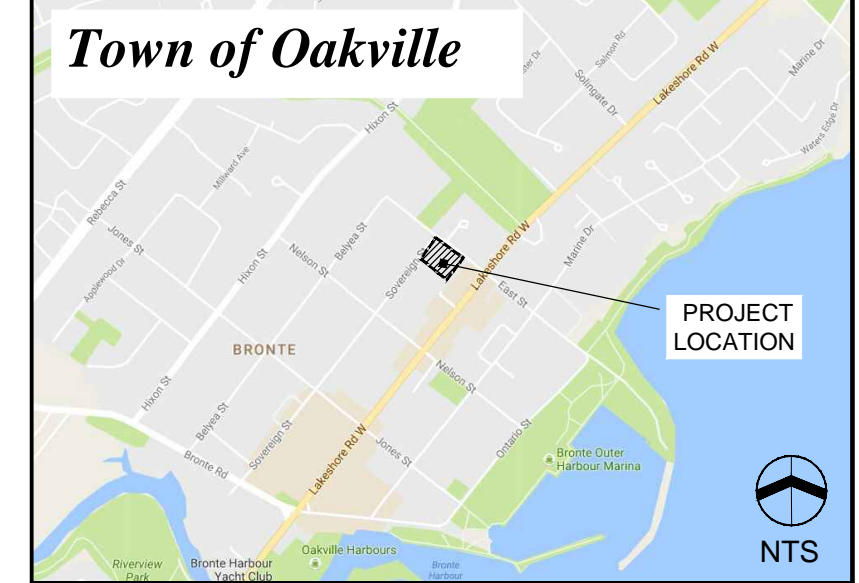 Town of Oakville
Salmon Rd
Marine Dr
Solingate Dr
Lakeshore Rd W
Waters Edge Dr
Hixon St
Millward Ave
Rebecca St
Jones St
Applewood Dr
Hixon St
Nelson St
Belyea St
Sovereign St
Lakeshore Rd W
Marine Dr
East St
PROJECT
LOCATION
BRONTE
Nelson St
Hixon St
Belyea St
Sovereign St
Bronte Rd
Lakeshore Rd W
Jones St
Ontario St
Bronte Outer
Harbour Marina
NTS
Riverview
Park
Bronte Harbour
Yacht Club
Oakville Harbours
Bronte
Harbour